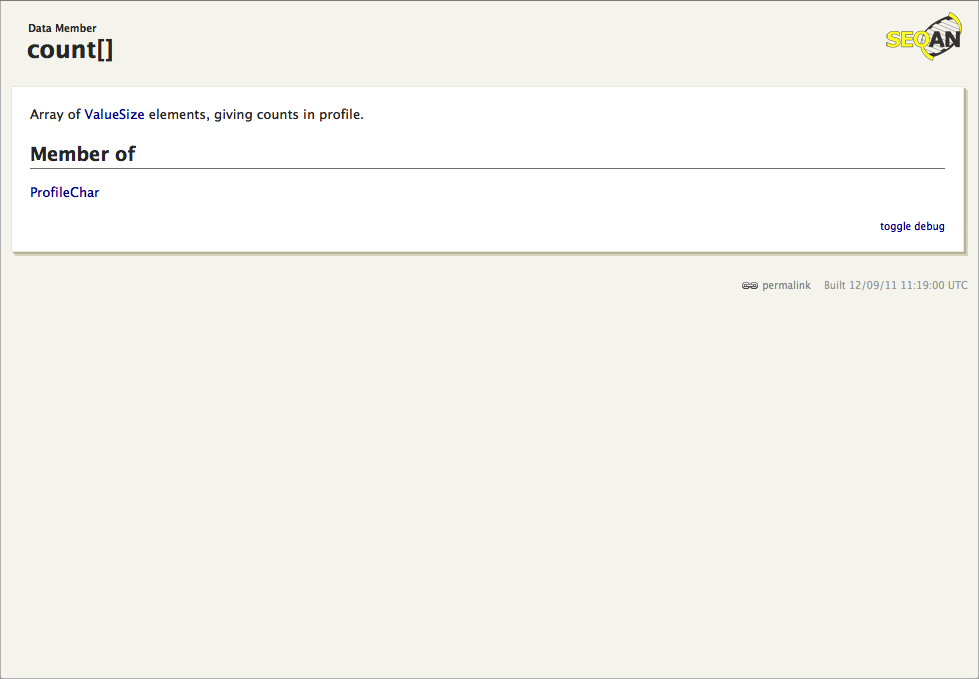 Data Member
count[]
SEQAN
Array of ValueSize elements, giving counts in profile.
Member of
ProfileChar
toggle debug
permalink Built 12/09/11 11:19:00 UTC